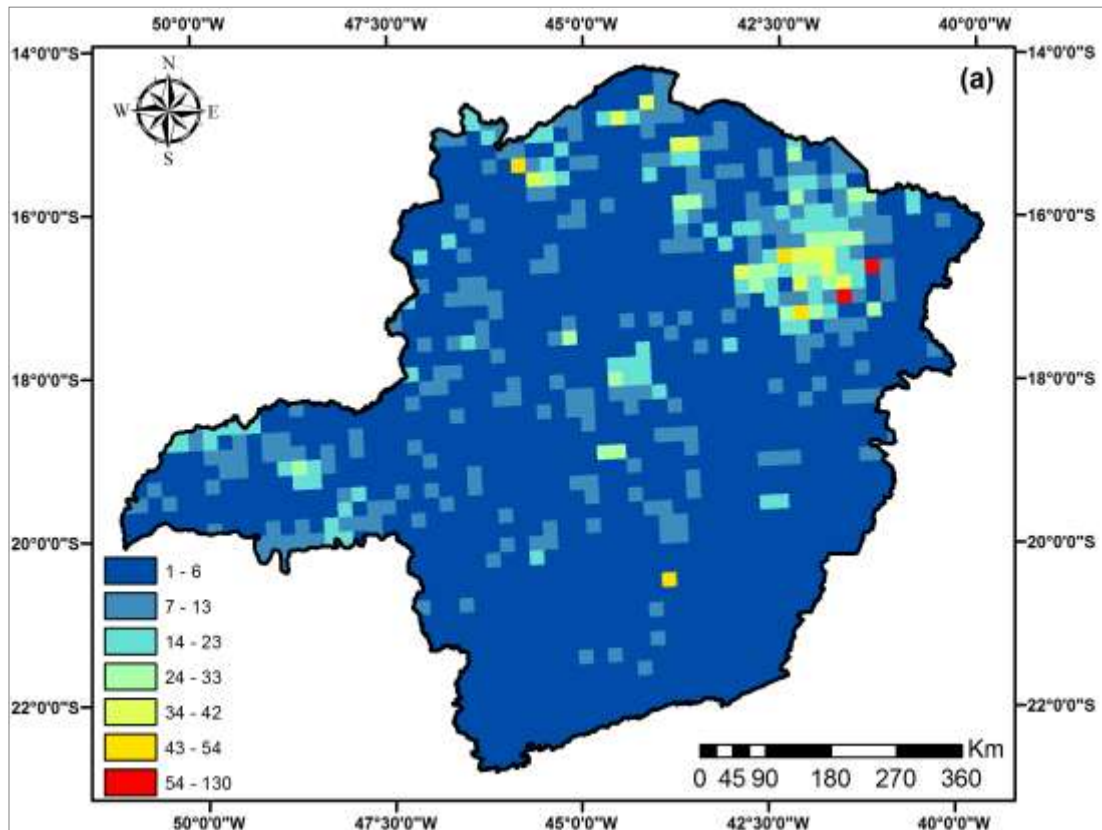 50°0'0"W 47°30'0"W 45°0'0"W 42°30'0"W 40°0'0"W
14°0'0"S 14°0'0"S
N
(a)
W E
S
16°0'0"S 16°0'0"S
18°0'0"S 18°0'0"S
20°0'0"S 20°0'0"S
1 - 6
7 - 13
14 - 23
24 - 33
22°0'0"S 22°0'0"S
34 - 42
43 - 54
Km
54 - 130
0 45 90 180 270 360
50°0'0"W 47°30'0"W 45°0'0"W 42°30'0"W 40°0'0"W